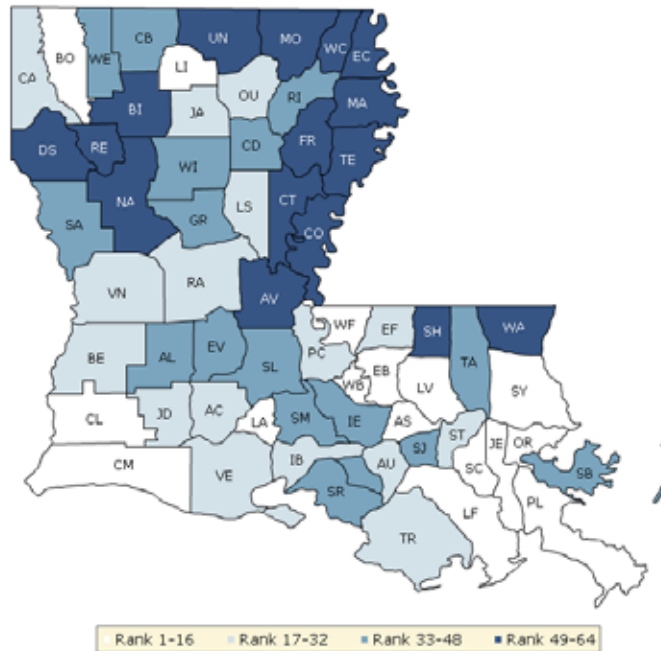 BO
WE
CB
UN
MO
WC
EC
CA
LI
BI
JA
OU
RI
MA
DS
RE
WI
CD
FR
TE
SA
NA
GR
LS
CT
CO
VN
RA
AV
BE
AL
EV
SL
PC
WF
EF
SH
TA
WA
CL
JD
AC
LA
SM
IE
WB
EB
LV
SY
AS
CM
VE
IB
SR
AU
SJ
ST
SC
JE
OR
SB
PL
LF
TR
Rank 1-16 Rank 17-32 Rank 33-48 Rank 49-64